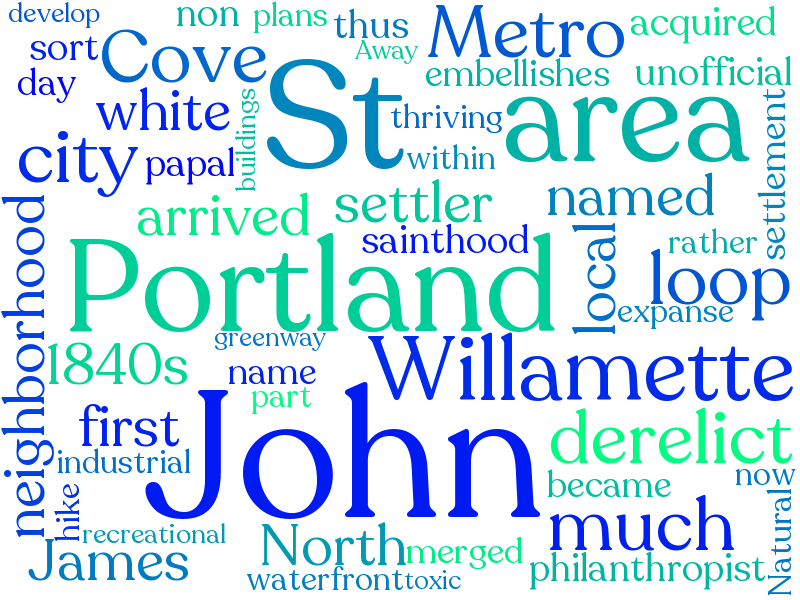 develop
non
plans
thus
Metro
acquired
sort
Cove
Away
St
area
embellishes
unofficial
day
white
buildings
thriving
settlement
city
papal
within
named
neighborhood
arrived
settler
sainthood
local
rather
Portland
loop
expanse
greenway
1840s
name
Willamette
part
John
first
derelict
industrial
hike
became
now
much
Natural
recreational
North
merged
James
waterfront
toxic
philanthropist